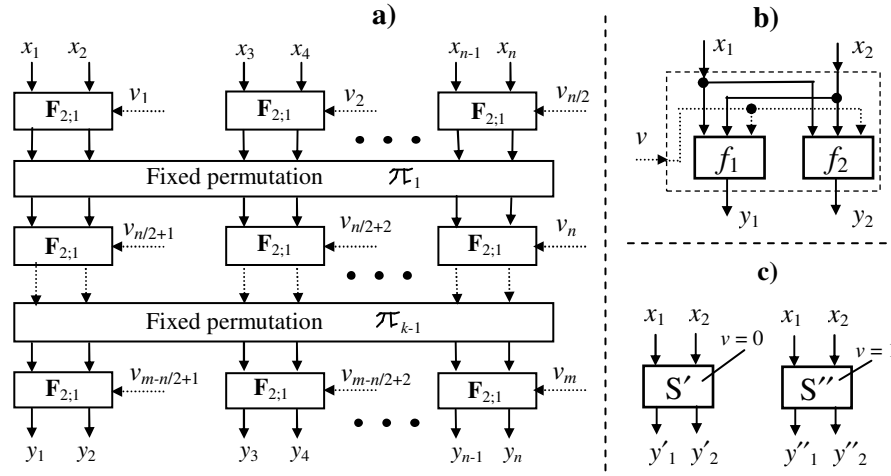 a)
x1 x2 x3 x4 xn-1 xn
F2;1 v1 F2;1 v2 F2;1 vn/2
• • •
Fixed permutation π1
F2;1 vn/2+1 F2;1 vn/2+2 F2;1 vn
• • •
Fixed permutation πk-1
F2;1 vm-n/2+1 F2;1 vm-n/2+2 F2;1 vm
• • •
y1 y2 y3 y4 yn-1 yn
b)
x1 x2
v
f1 f2
y1 y2
c)
x1 x2 x1 x2
v = 0 v = 1
S′ S″
y′1 y′2 y″1 y″2